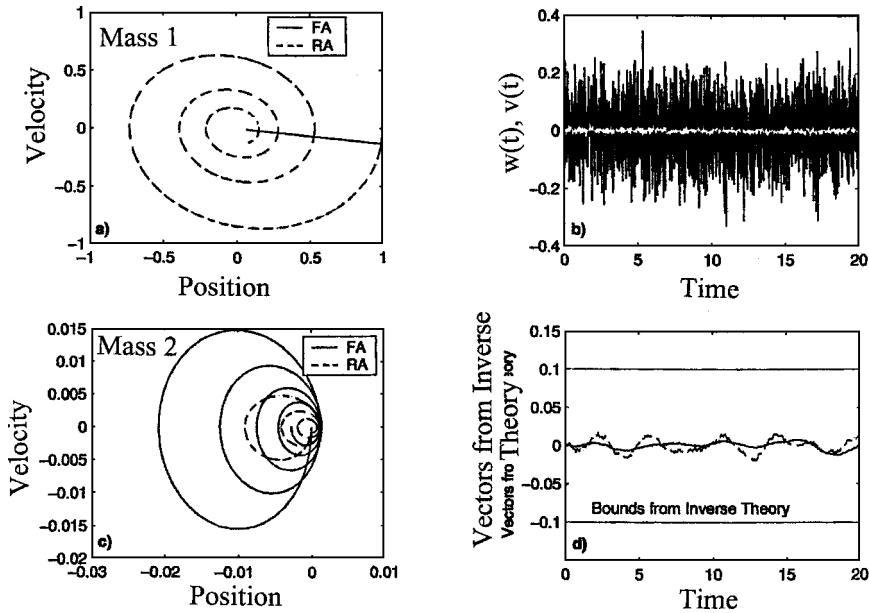 Mass 1
FA
RA
1
0.5
0
-0.5
-1
Velocity
a)
-1 -0.5 0 0.5 1
Position
0.4
0.2
0
-0.2
-0.4
w(t), v(t)
b)
0 5 10 15 20
Time
Mass 2
FA
RA
0.015
0.01
0.005
0
-0.005
-0.01
-0.015
-0.02
Velocity
c)
-0.03 -0.02 -0.01 0 0.01
Position
0.15
0.1
0.05
0
-0.05
-0.1
Vectors from Inverse
Theory
Vectors fro
ory
Bounds from Inverse Theory
d)
0 5 10 15 20
Time